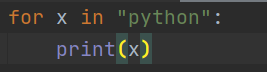 for x in "python":
    print(x)